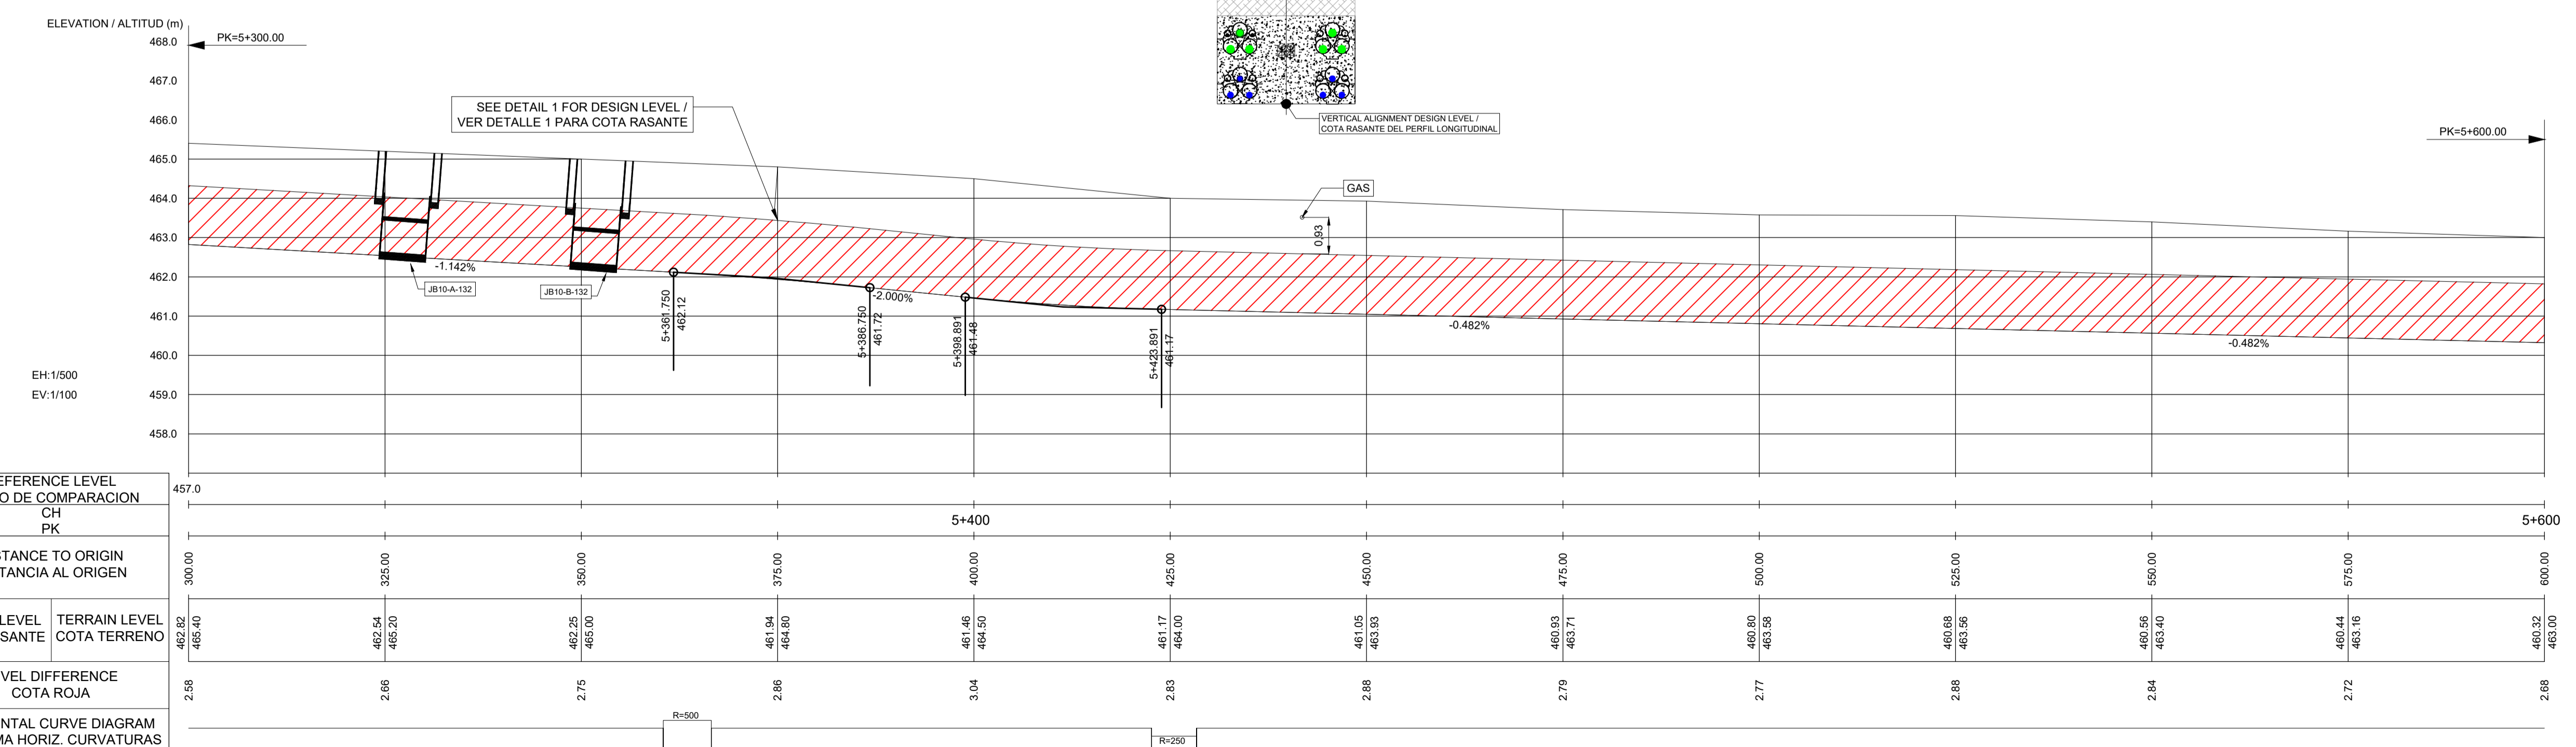 ELEVATION / ALTITUD (m)
468.0
PK=5+300.00
467.0
466.0
465.0
464.0
463.0
462.0
461.0
460.0
459.0
458.0
EH:1/500
EV:1/100
SEE DETAIL 1 FOR DESIGN LEVEL /
VER DETALLE 1 PARA COTA RASANTE
VERTICAL ALIGNMENT DESIGN LEVEL /
COTA RASANTE DEL PERFIL LONGITUDINAL
PK=5+600.00
GAS
0.93
-1.142%
JB10-A-132
JB10-B-132
5+361.750
462.12
5+386.750
461.72
-2.000%
5+398.891
461.48
5+423.891
461.17
-0.482%
-0.482%
EFERENCE LEVEL
O DE COMPARACION
457.0
CH
PK
5+400
5+600
STANCE TO ORIGIN
TANCIA AL ORIGEN
300.00 325.00 350.00 375.00 400.00 425.00 450.00 475.00 500.00 525.00 550.00 575.00 600.00
LEVEL
SANTE
TERRAIN LEVEL
COTA TERRENO
462.82 462.54 462.25 461.94 461.46 461.17 461.05 460.93 460.80 460.68 460.56 460.44 460.32
465.40 465.20 465.00 464.80 464.50 464.00 463.93 463.71 463.58 463.56 463.40 463.16 463.00
VEL DIFFERENCE
COTA ROJA
2.58 2.66 2.75 2.86 3.04 2.83 2.88 2.79 2.77 2.88 2.84 2.72 2.68
NTAL CURVE DIAGRAM
MA HORIZ. CURVATURAS
R=500
R=250